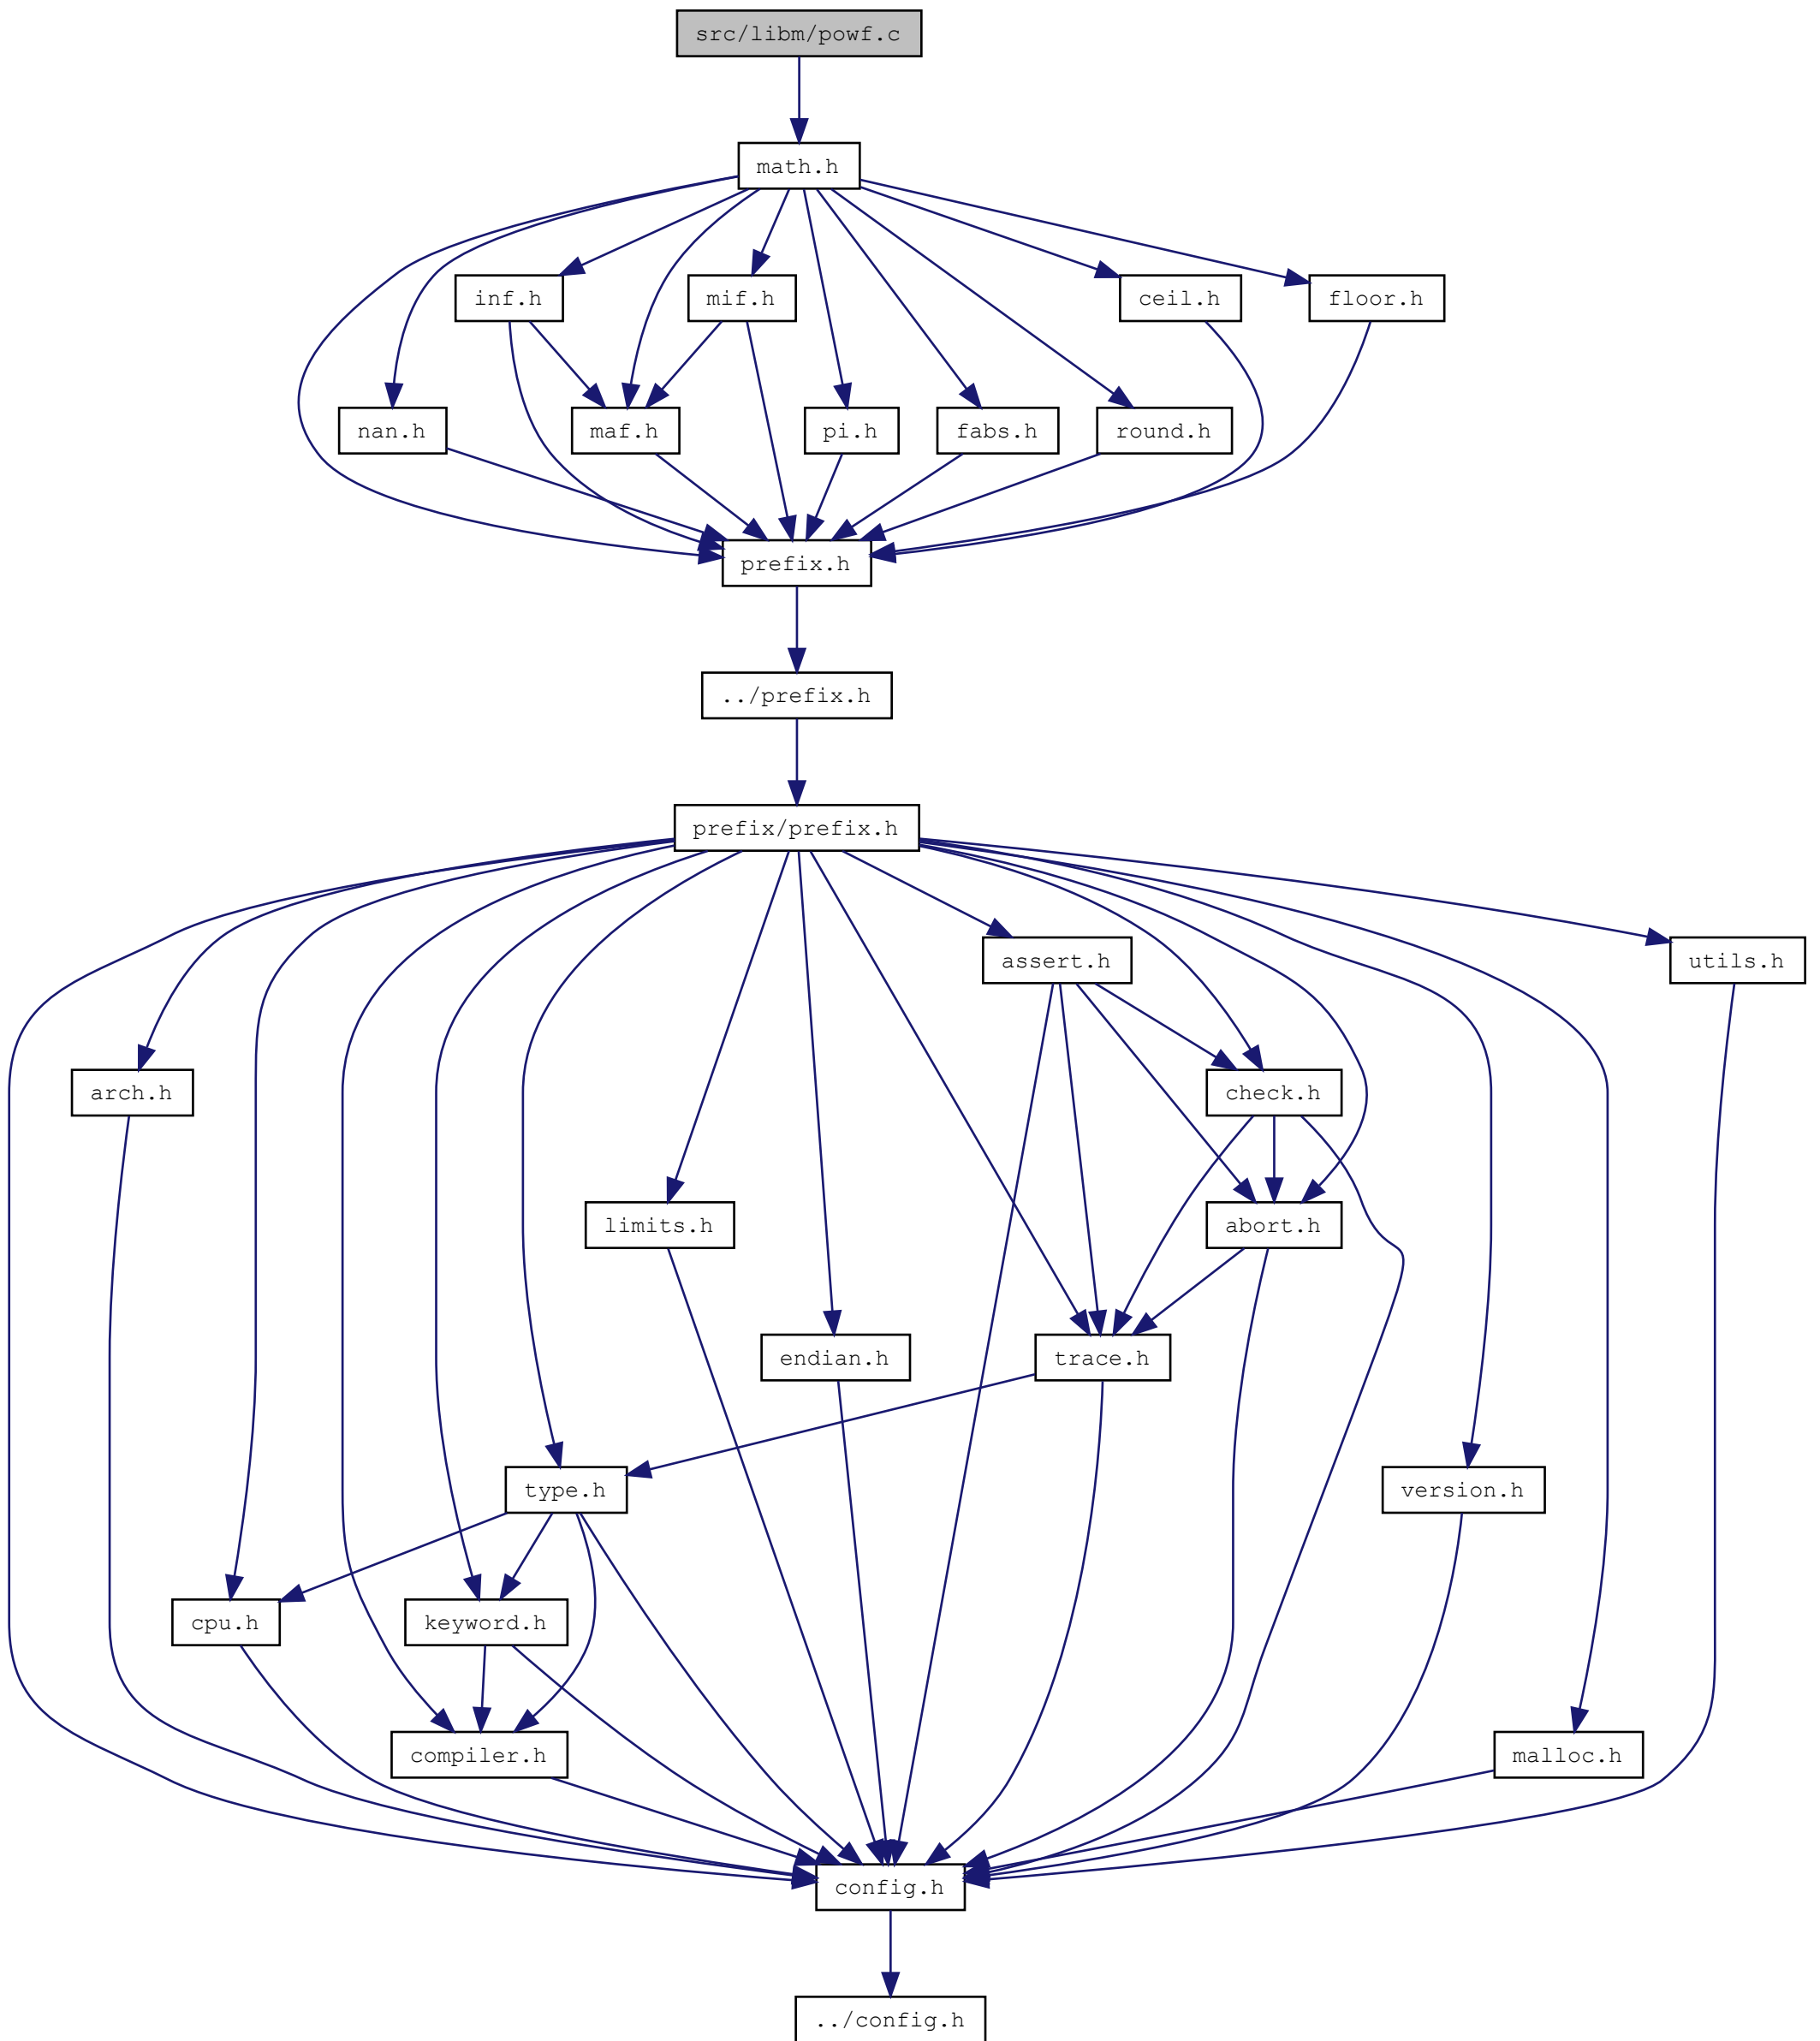 src/libm/powf.c
math.h
inf.h
mif.h
ceil.h
floor.h
nan.h
maf.h
pi.h
fabs.h
round.h
prefix.h
../prefix.h
prefix/prefix.h
assert.h
utils.h
arch.h
check.h
limits.h
abort.h
endian.h
trace.h
type.h
version.h
cpu.h
keyword.h
compiler.h
malloc.h
config.h
../config.h